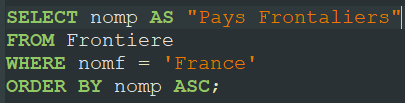 SELECT nomp AS "Pays Frontaliers"
FROM Frontiere
WHERE nomf = 'France'
ORDER BY nomp ASC;